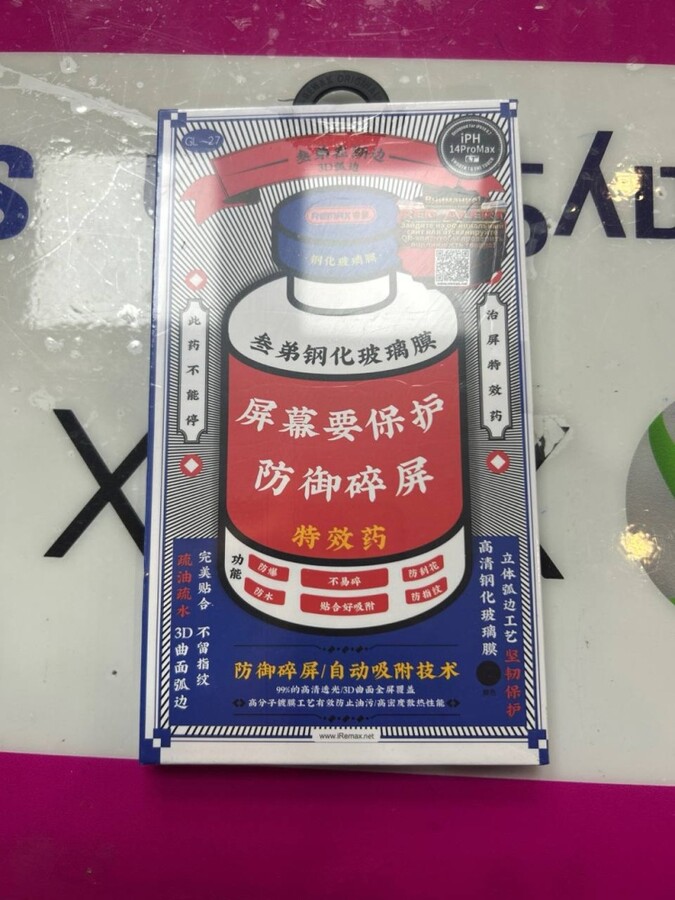 GL-27
iPH
14ProMax
3D弧边
钢化玻璃膜
叁弟钢化玻璃膜
屏幕要保护
防御碎屏
特效药
此药不能停
治屏特效药
功能
防爆
不易碎
防刮花
防水
贴合好吸附
防指纹
完美贴合 不留指纹
疏油疏水 3D曲面弧边
立体弧边工艺 坚韧保护
高清钢化玻璃膜
防御碎屏/自动吸附技术
99%的高清透光/3D曲面全屏覆盖
高分子镀膜工艺有效防止油污/高密度散热性能
www.iRemax.net